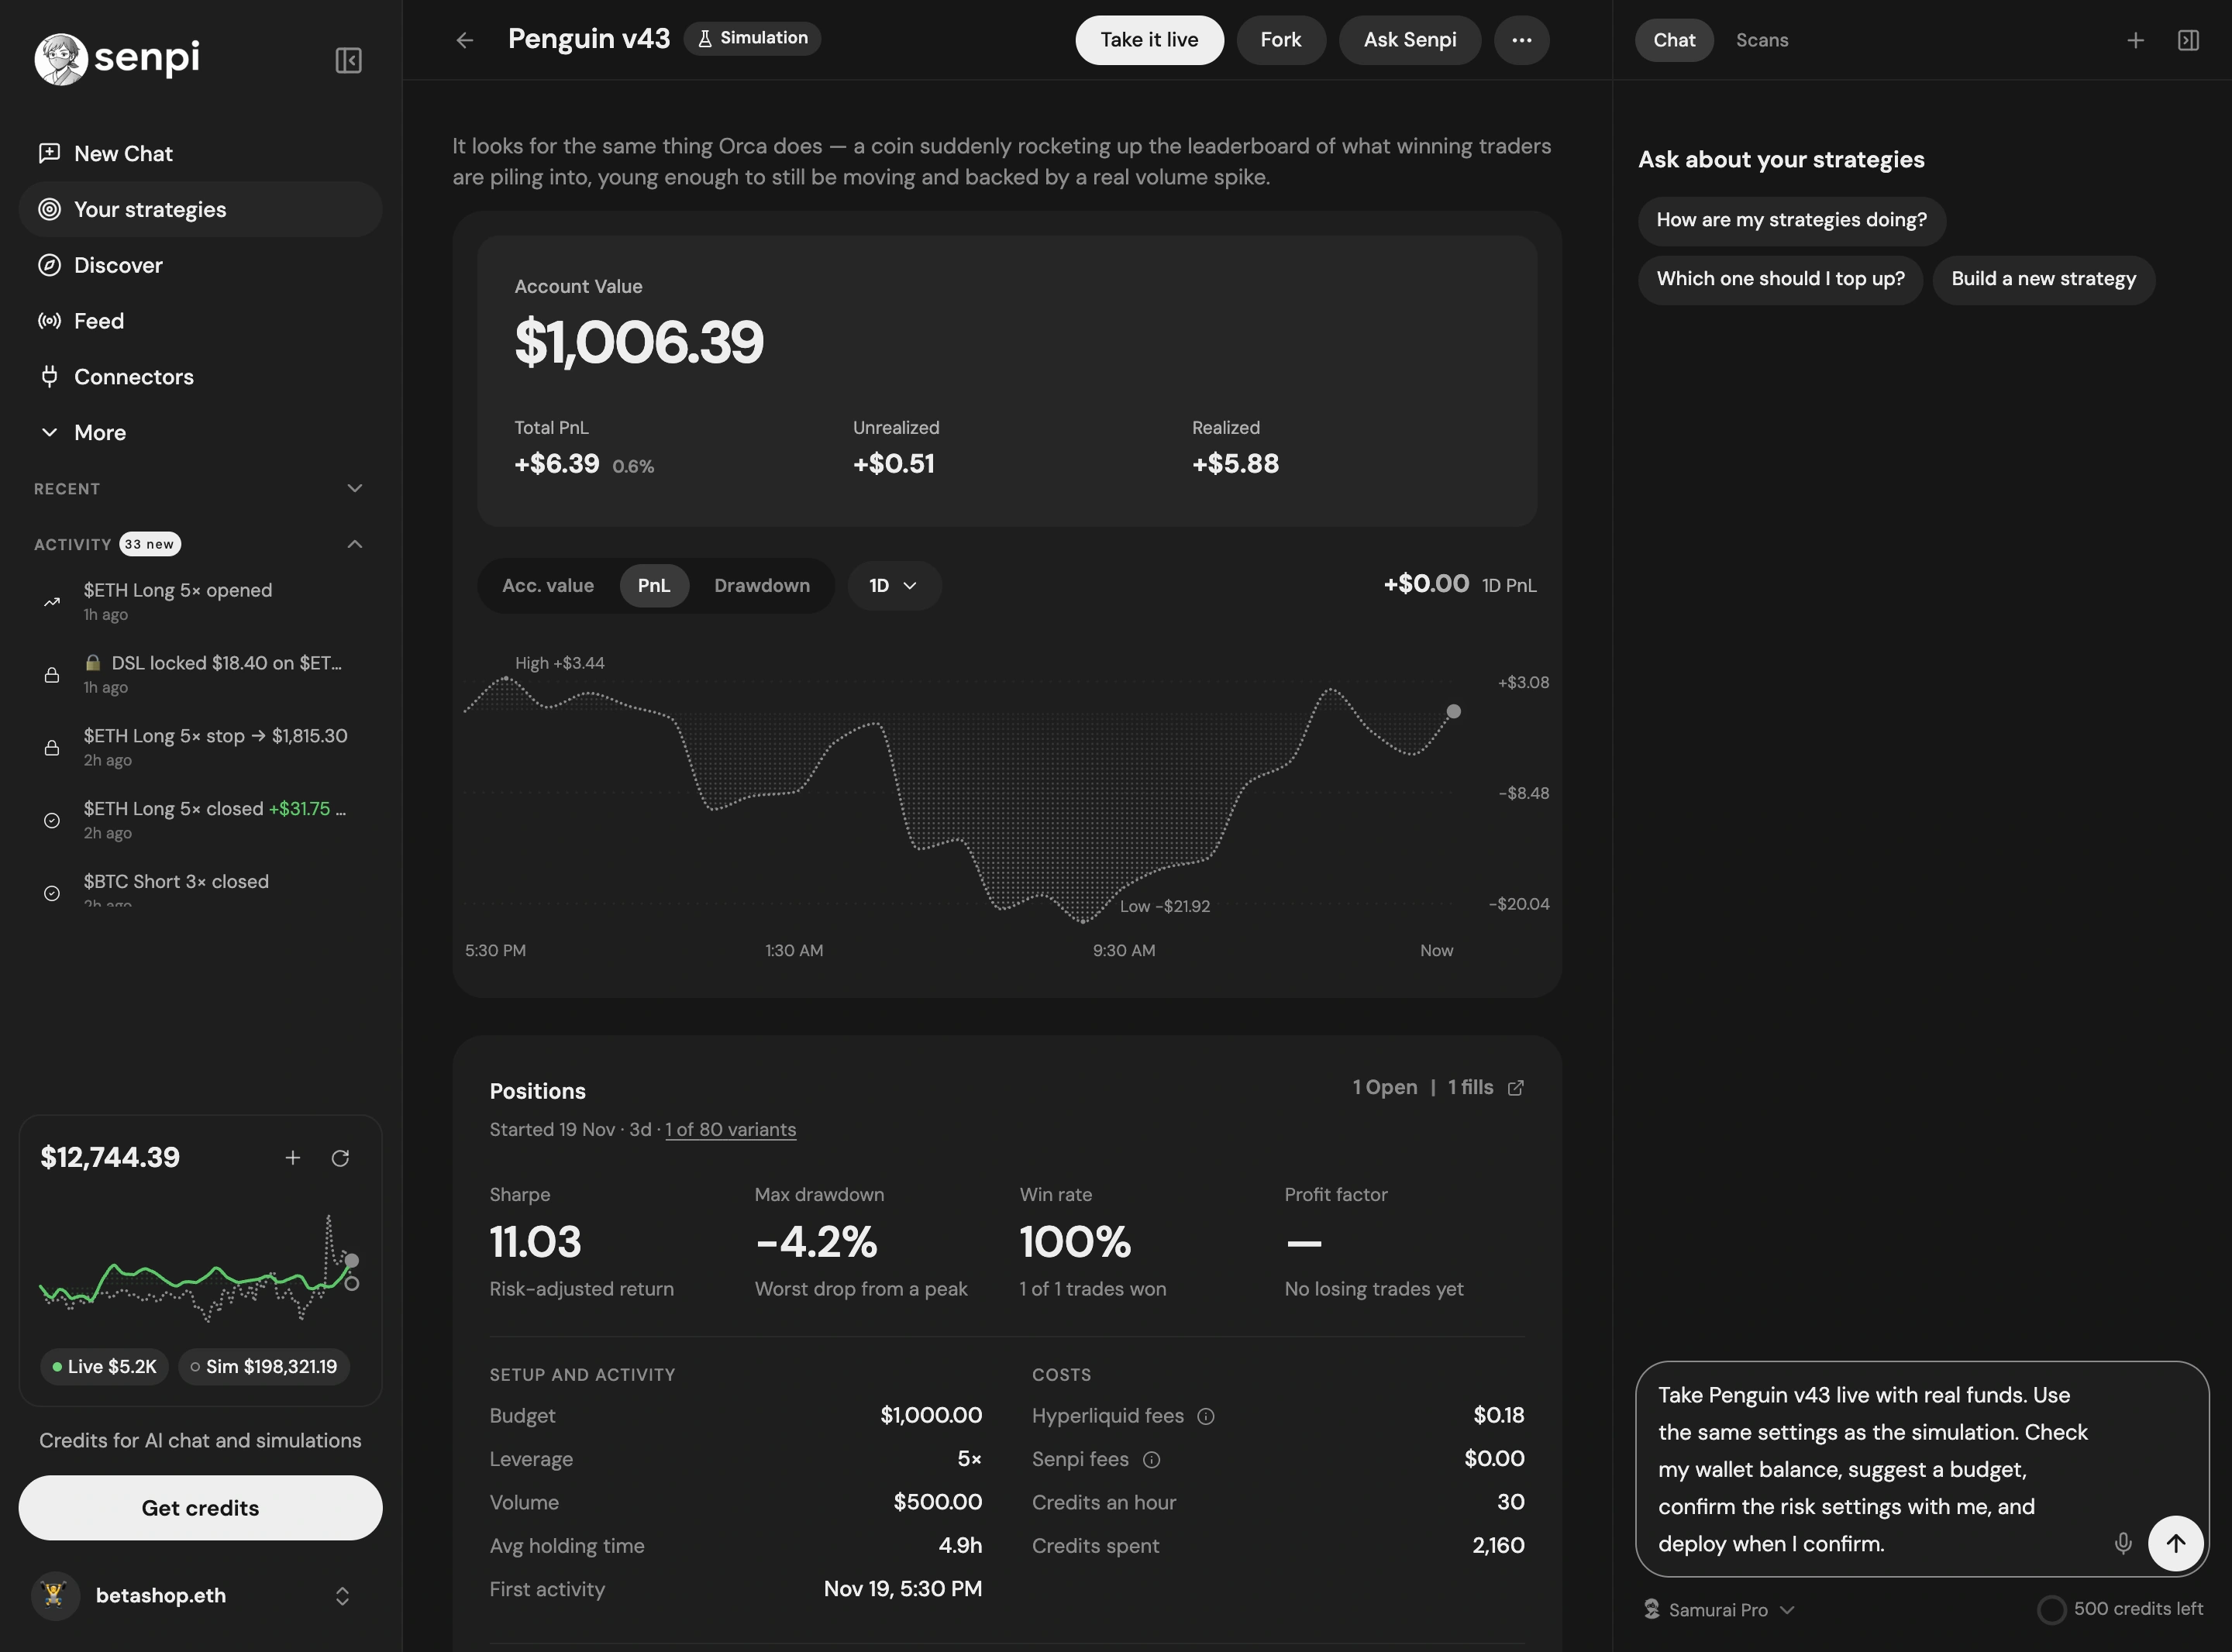 senpi
New Chat
Your strategies
Discover
Feed
Connectors
More
RECENT
ACTIVITY 33 new
$ETH Long 5× opened
1h ago
🔒 DSL locked $18.40 on $ET...
1h ago
$ETH Long 5× stop → $1,815.30
2h ago
$ETH Long 5× closed +$31.75 ...
2h ago
$BTC Short 3× closed
2h ago
$12,744.39
Live $5.2K
Sim $198,321.19
Credits for AI chat and simulations
Get credits
betashop.eth
Penguin v43
Simulation
Take it live
Fork
Ask Senpi
It looks for the same thing Orca does — a coin suddenly rocketing up the leaderboard of what winning traders
are piling into, young enough to still be moving and backed by a real volume spike.
Account Value
$1,006.39
Total PnL
+$6.39 0.6%
Unrealized
+$0.51
Realized
+$5.88
Acc. value
PnL
Drawdown
1D
+$0.00 1D PnL
High +$3.44
+$3.08
−$8.48
Low −$21.92
−$20.04
5:30 PM
1:30 AM
9:30 AM
Now
Positions
1 Open | 1 fills
Started 19 Nov · 3d · 1 of 80 variants
Sharpe
11.03
Risk-adjusted return
Max drawdown
−4.2%
Worst drop from a peak
Win rate
100%
1 of 1 trades won
Profit factor
—
No losing trades yet
SETUP AND ACTIVITY
Budget $1,000.00
Leverage 5×
Volume $500.00
Avg holding time 4.9h
First activity Nov 19, 5:30 PM
COSTS
Hyperliquid fees $0.18
Senpi fees $0.00
Credits an hour 30
Credits spent 2,160
Chat
Scans
Ask about your strategies
How are my strategies doing?
Which one should I top up?
Build a new strategy
Take Penguin v43 live with real funds. Use
the same settings as the simulation. Check
my wallet balance, suggest a budget,
confirm the risk settings with me, and
deploy when I confirm.
Samurai Pro
500 credits left